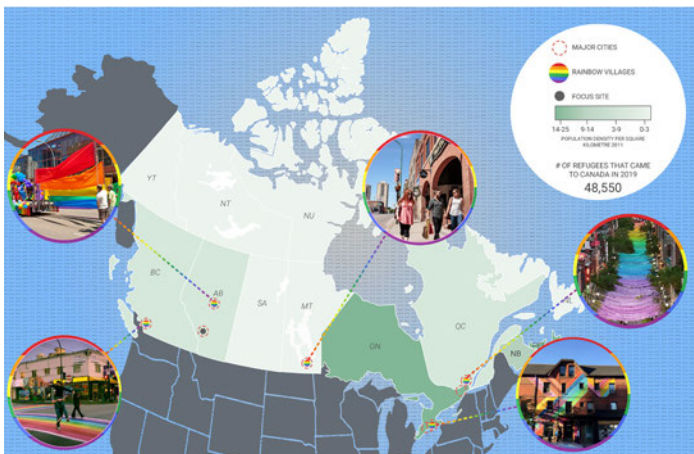 MAJOR CITIES
RAINBOW VILLAGES
FOCUS SITE
14-25 9-14 3-9 0-3
POPULATION DENSITY PER SQUARE
KILOMETRE 2011
# OF REFUGEES THAT CAME
TO CANADA IN 2019
48,550
YT
NT
NU
BC
AB
SA
MT
ON
QC
NB